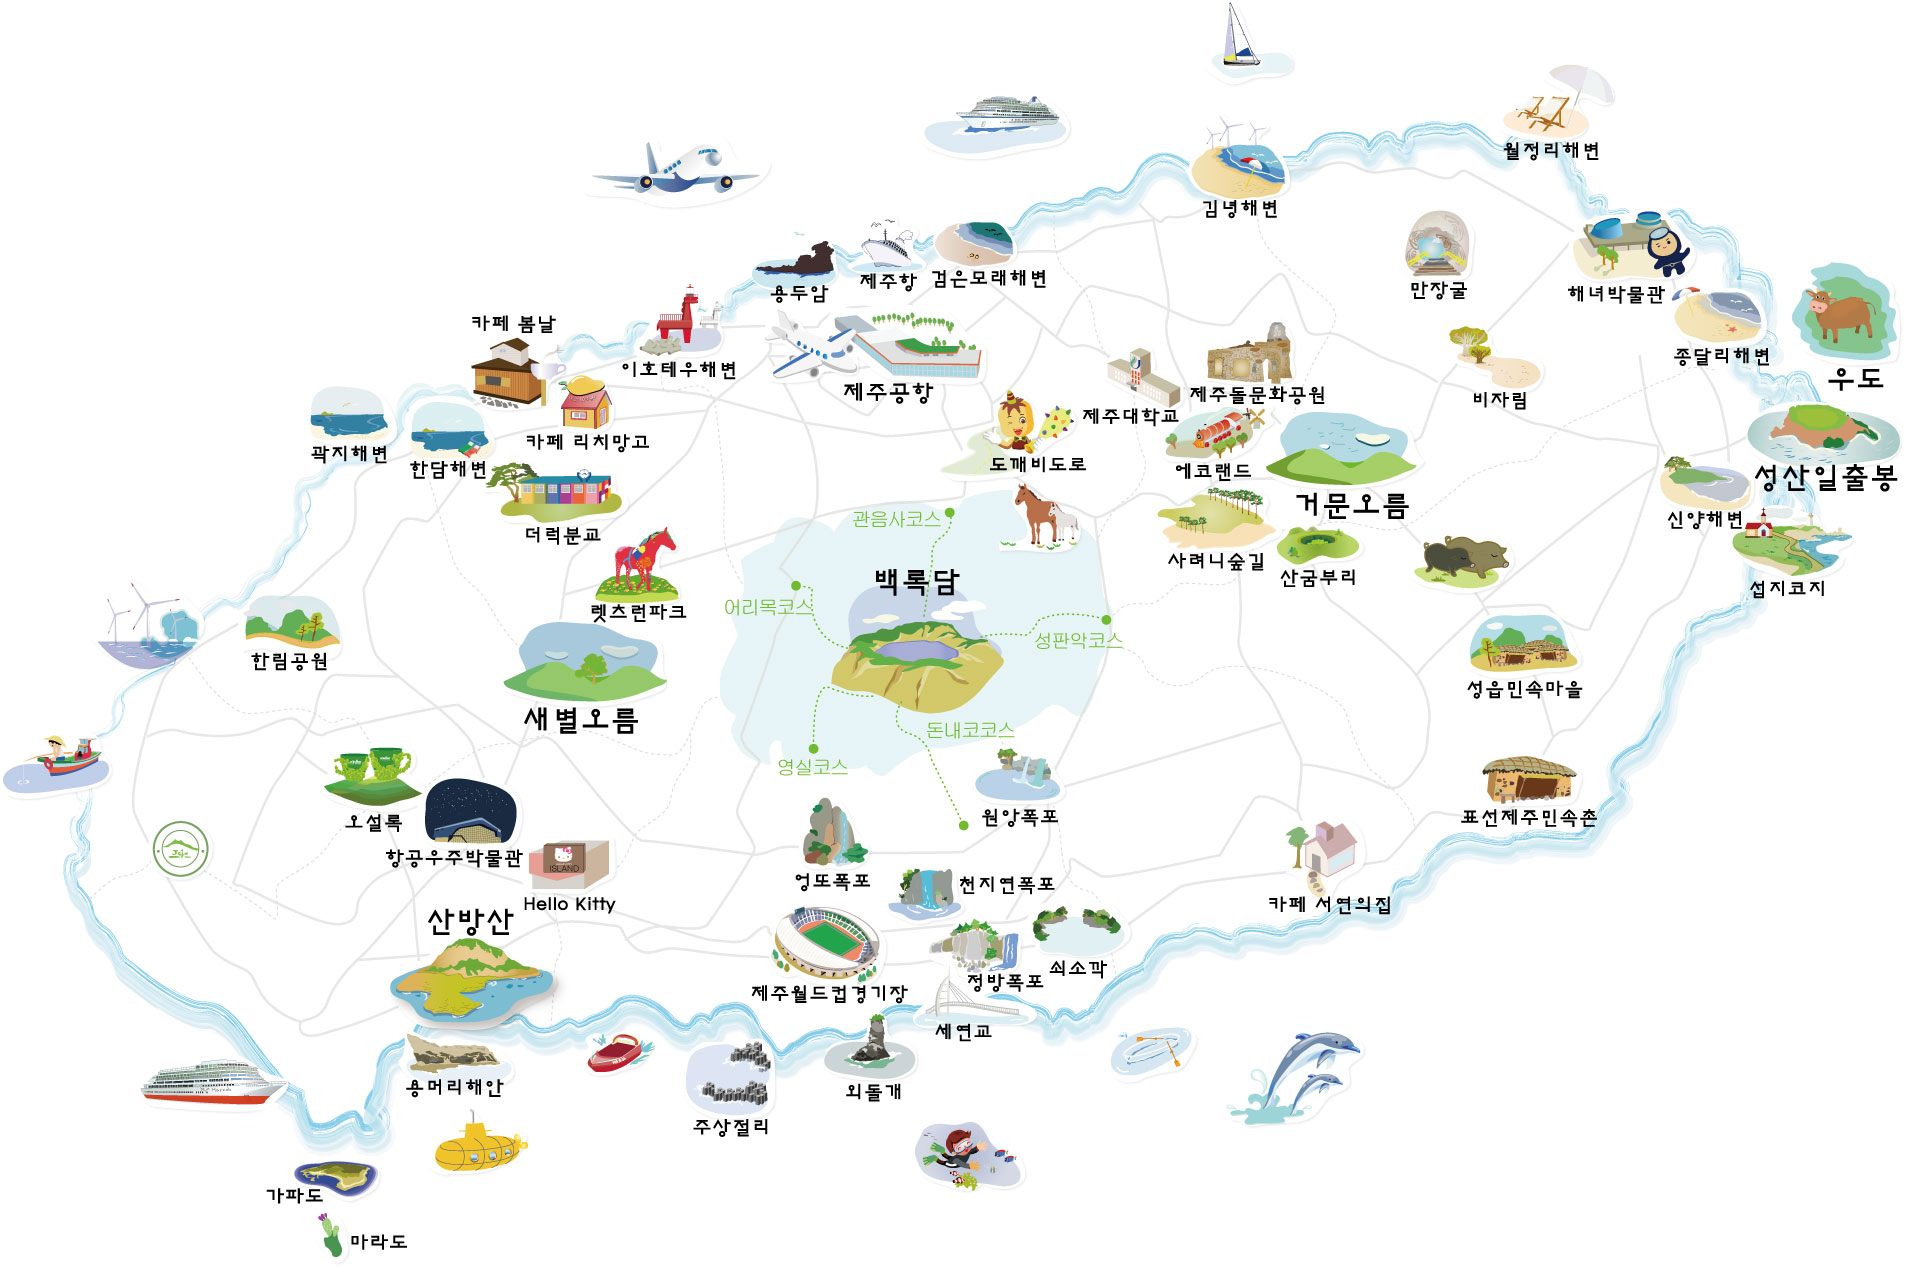 월정리해변
김녕해변
만장굴
해녀박물관
용두암
제주항
검은모래해변
카페 봄날
이호테우해변
종달리해변
우도
제주공항
제주대학교
제주돌문화공원
비자림
곽지해변
한담해변
카페 리치망고
도깨비도로
에코랜드
거문오름
성산일출봉
신양해변
더럭분교
관음사코스
사려니숲길
산굼부리
섭지코지
렛츠런파크
백록담
어리목코스
성판악코스
한림공원
새별오름
성읍민속마을
돈내코코스
영실코스
오설록
항공우주박물관
원앙폭포
표선제주민속촌
ISLAND
Hello Kitty
엉또폭포
천지연폭포
카페 서연의집
산방산
제주월드컵경기장
정방폭포
쇠소깍
세연교
용머리해안
외돌개
주상절리
가파도
마라도